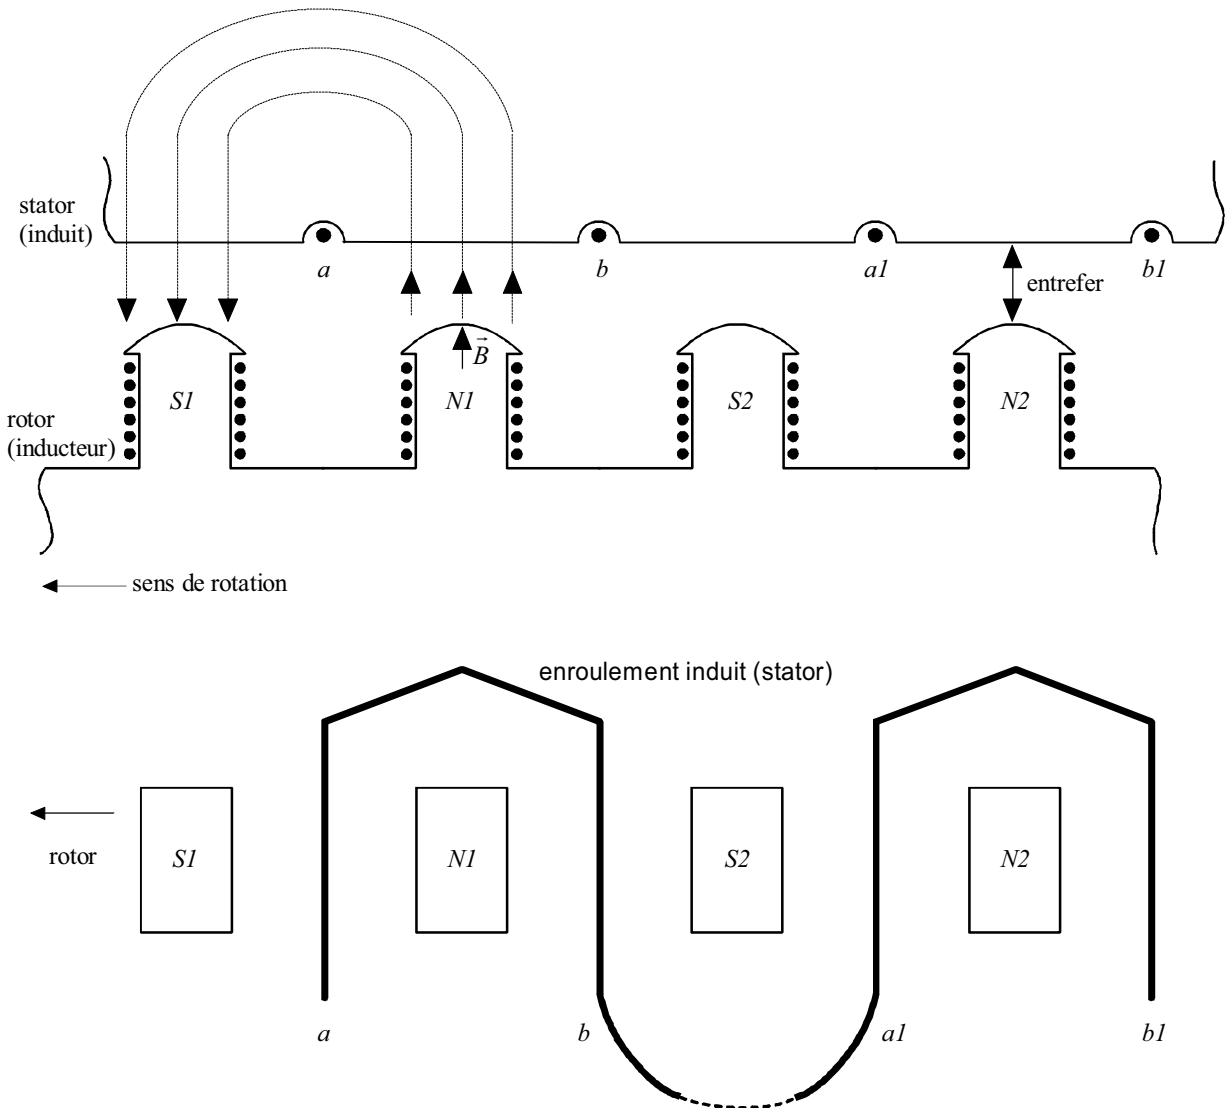 stator
(induit)
a
b
a1
b1
entrefer
B
S1
N1
S2
N2
rotor
(inducteur)
sens de rotation
enroulement induit (stator)
rotor
S1
N1
S2
N2
a
b
a1
b1